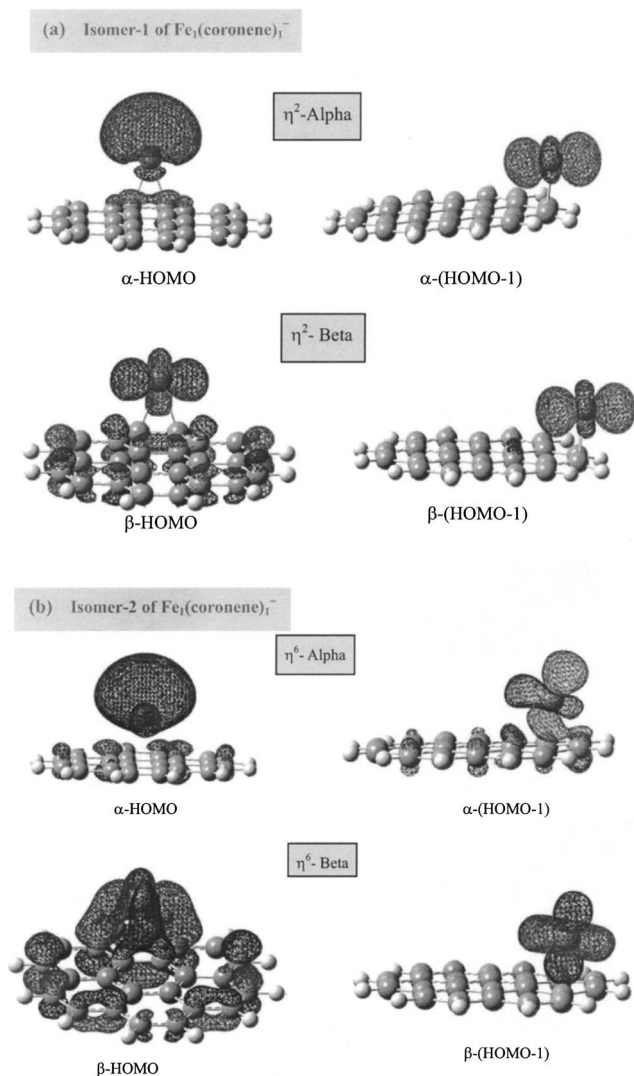 (a) Isomer-1 of Fe₁(coronene)₁⁻
η²-Alpha
α-HOMO
α-(HOMO-1)
η²- Beta
β-HOMO
β-(HOMO-1)
(b) Isomer-2 of Fe₁(coronene)₁⁻
η⁶- Alpha
α-HOMO
α-(HOMO-1)
η⁶- Beta
β-HOMO
β-(HOMO-1)